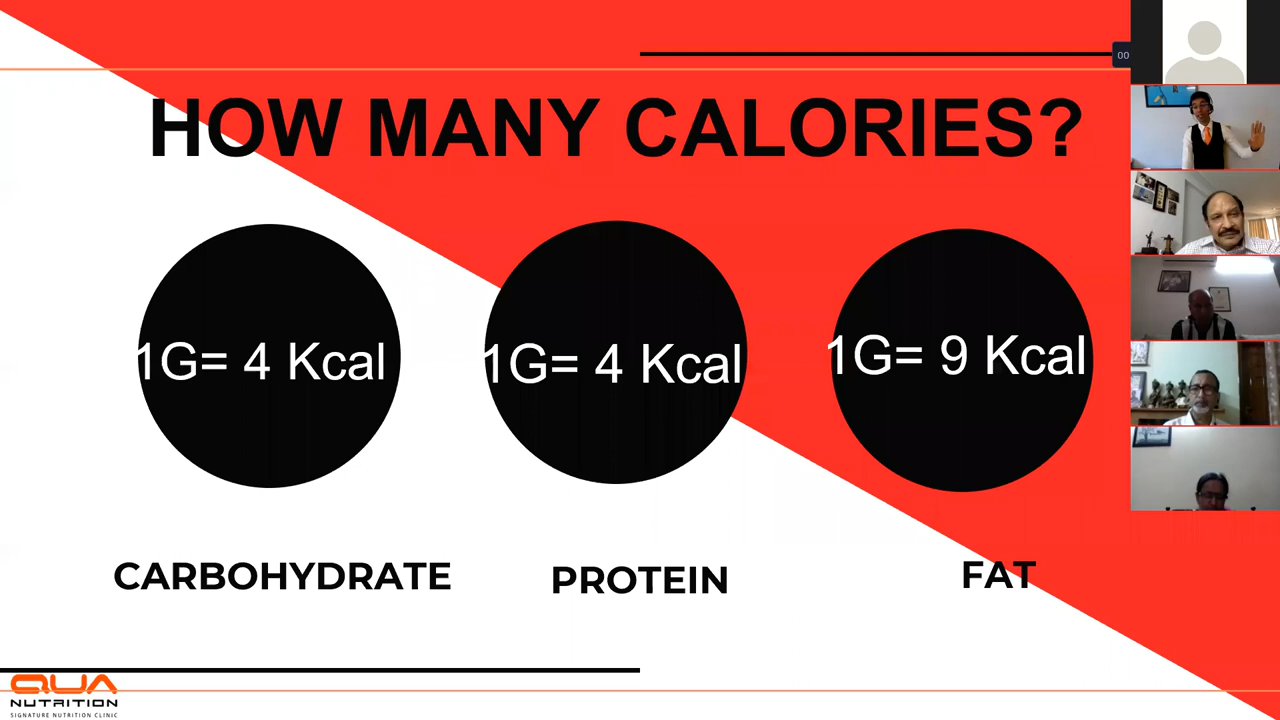 00
HOW MANY CALORIES?
1G= 4 Kcal
1G= 4 Kcal
1G= 9 Kcal
CARBOHYDRATE
PROTEIN
FAT
QUA
NUTRITION
SIGNATURE NUTRITION CLINIC